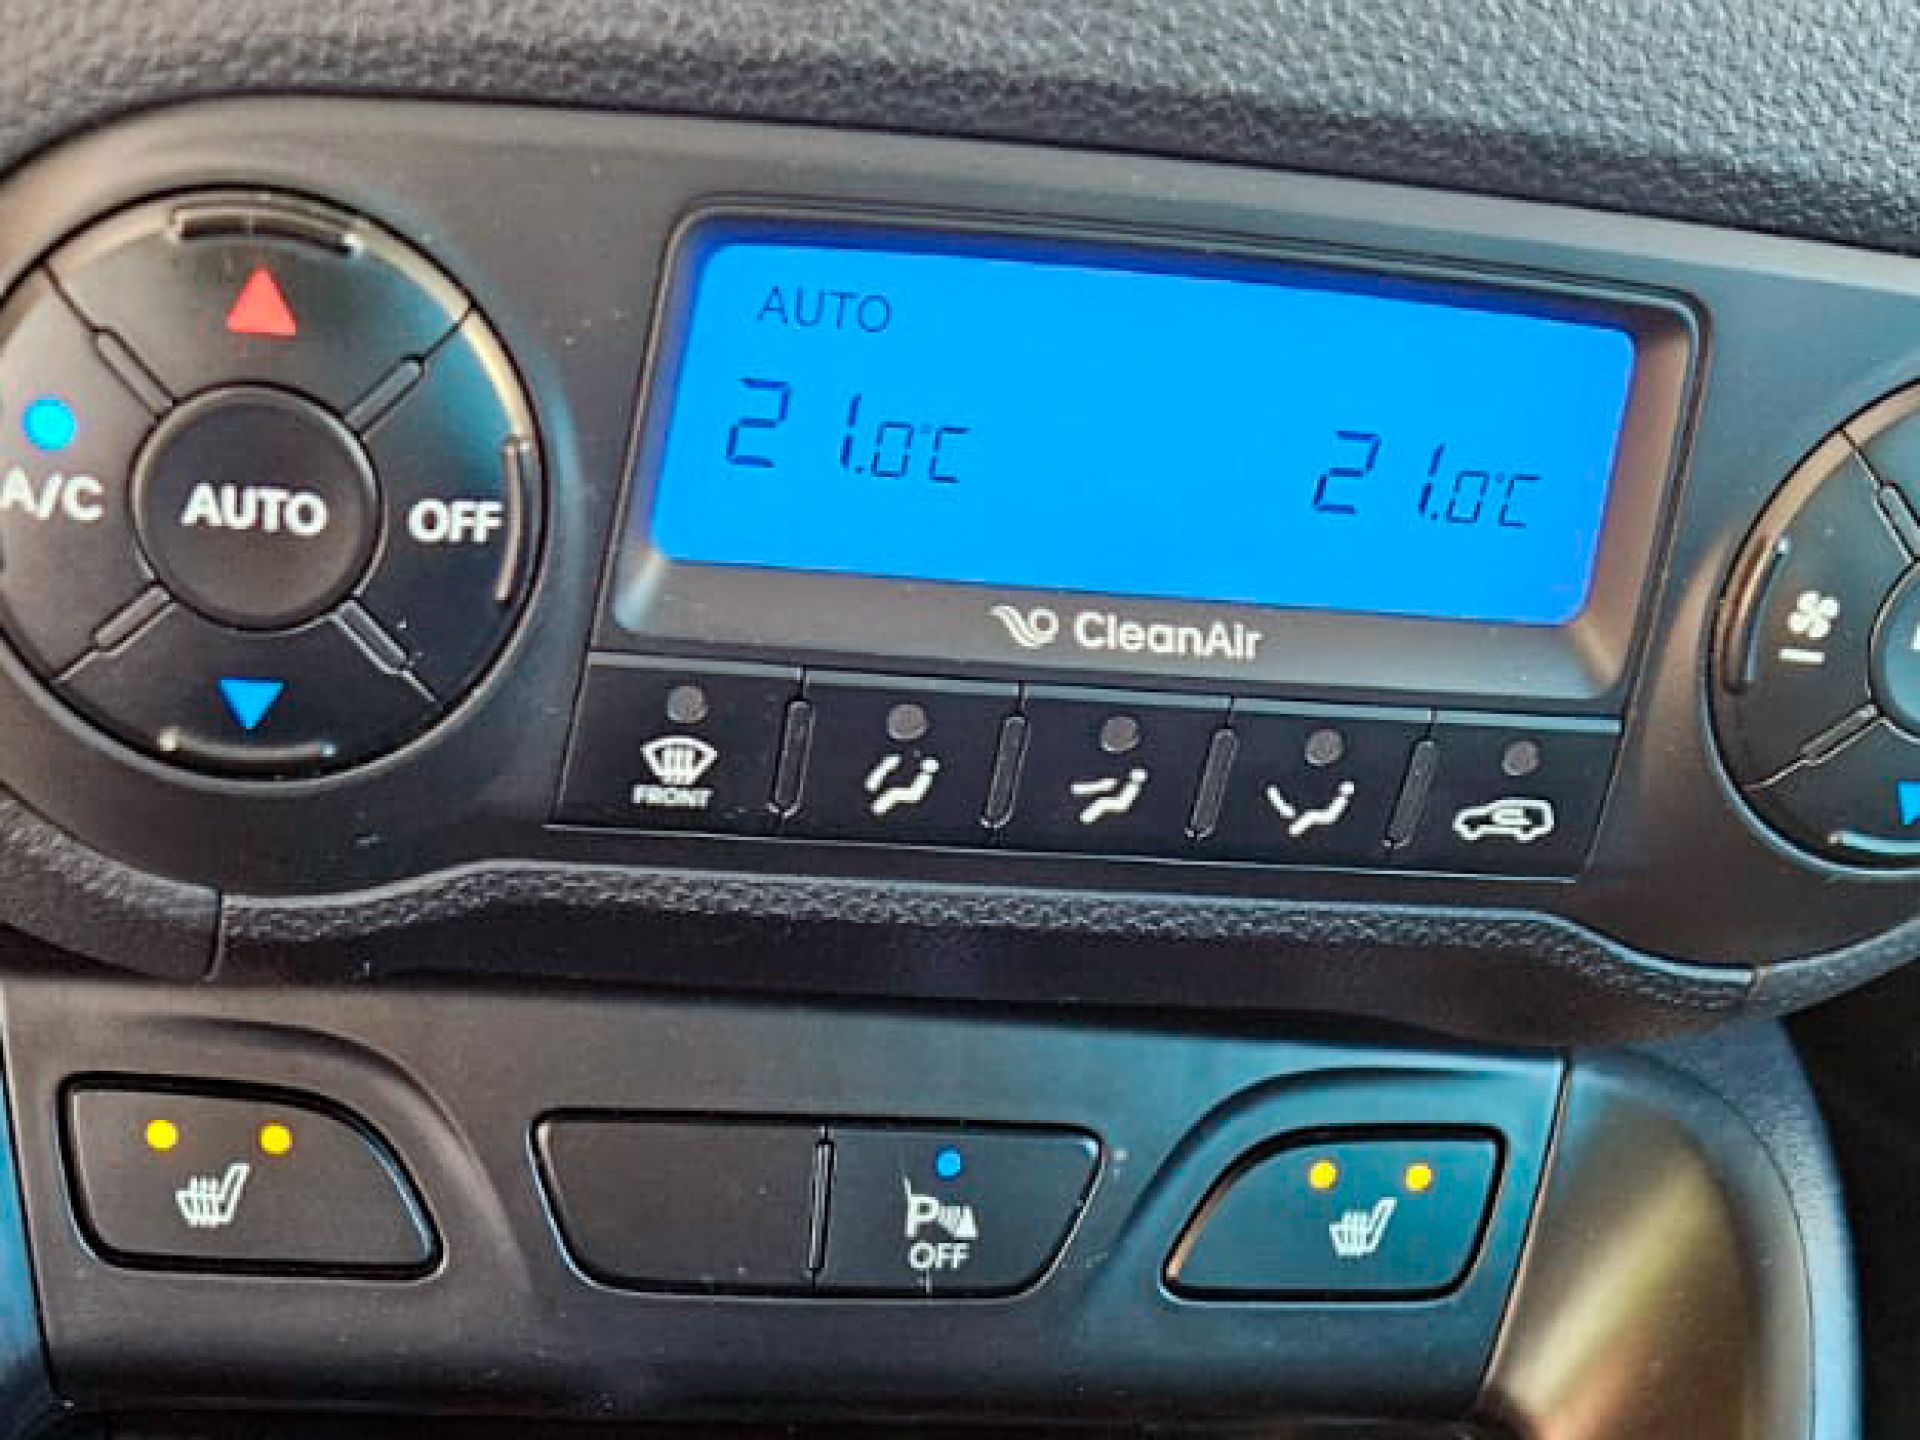 AUTO
21.0°C 21.0°C
A/C AUTO OFF
CleanAir
FRONT
P
OFF